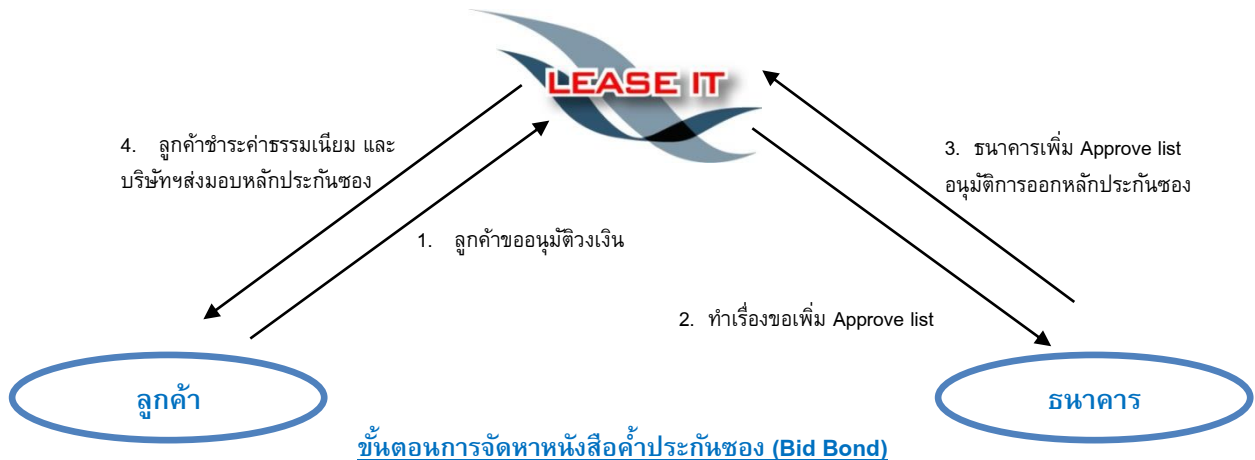 LEASE IT
4. ลูกค้าชำระค่าธรรมเนียม และ
บริษัทฯส่งมอบหลักประกันซอง
3. ธนาคารเพิ่ม Approve list
อนุมัติการออกหลักประกันซอง
1. ลูกค้าขออนุมัติวงเงิน
2. ทำเรื่องขอเพิ่ม Approve list
ลูกค้า
ธนาคาร
ขั้นตอนการจัดหาหนังสือค้ำประกันซอง (Bid Bond)